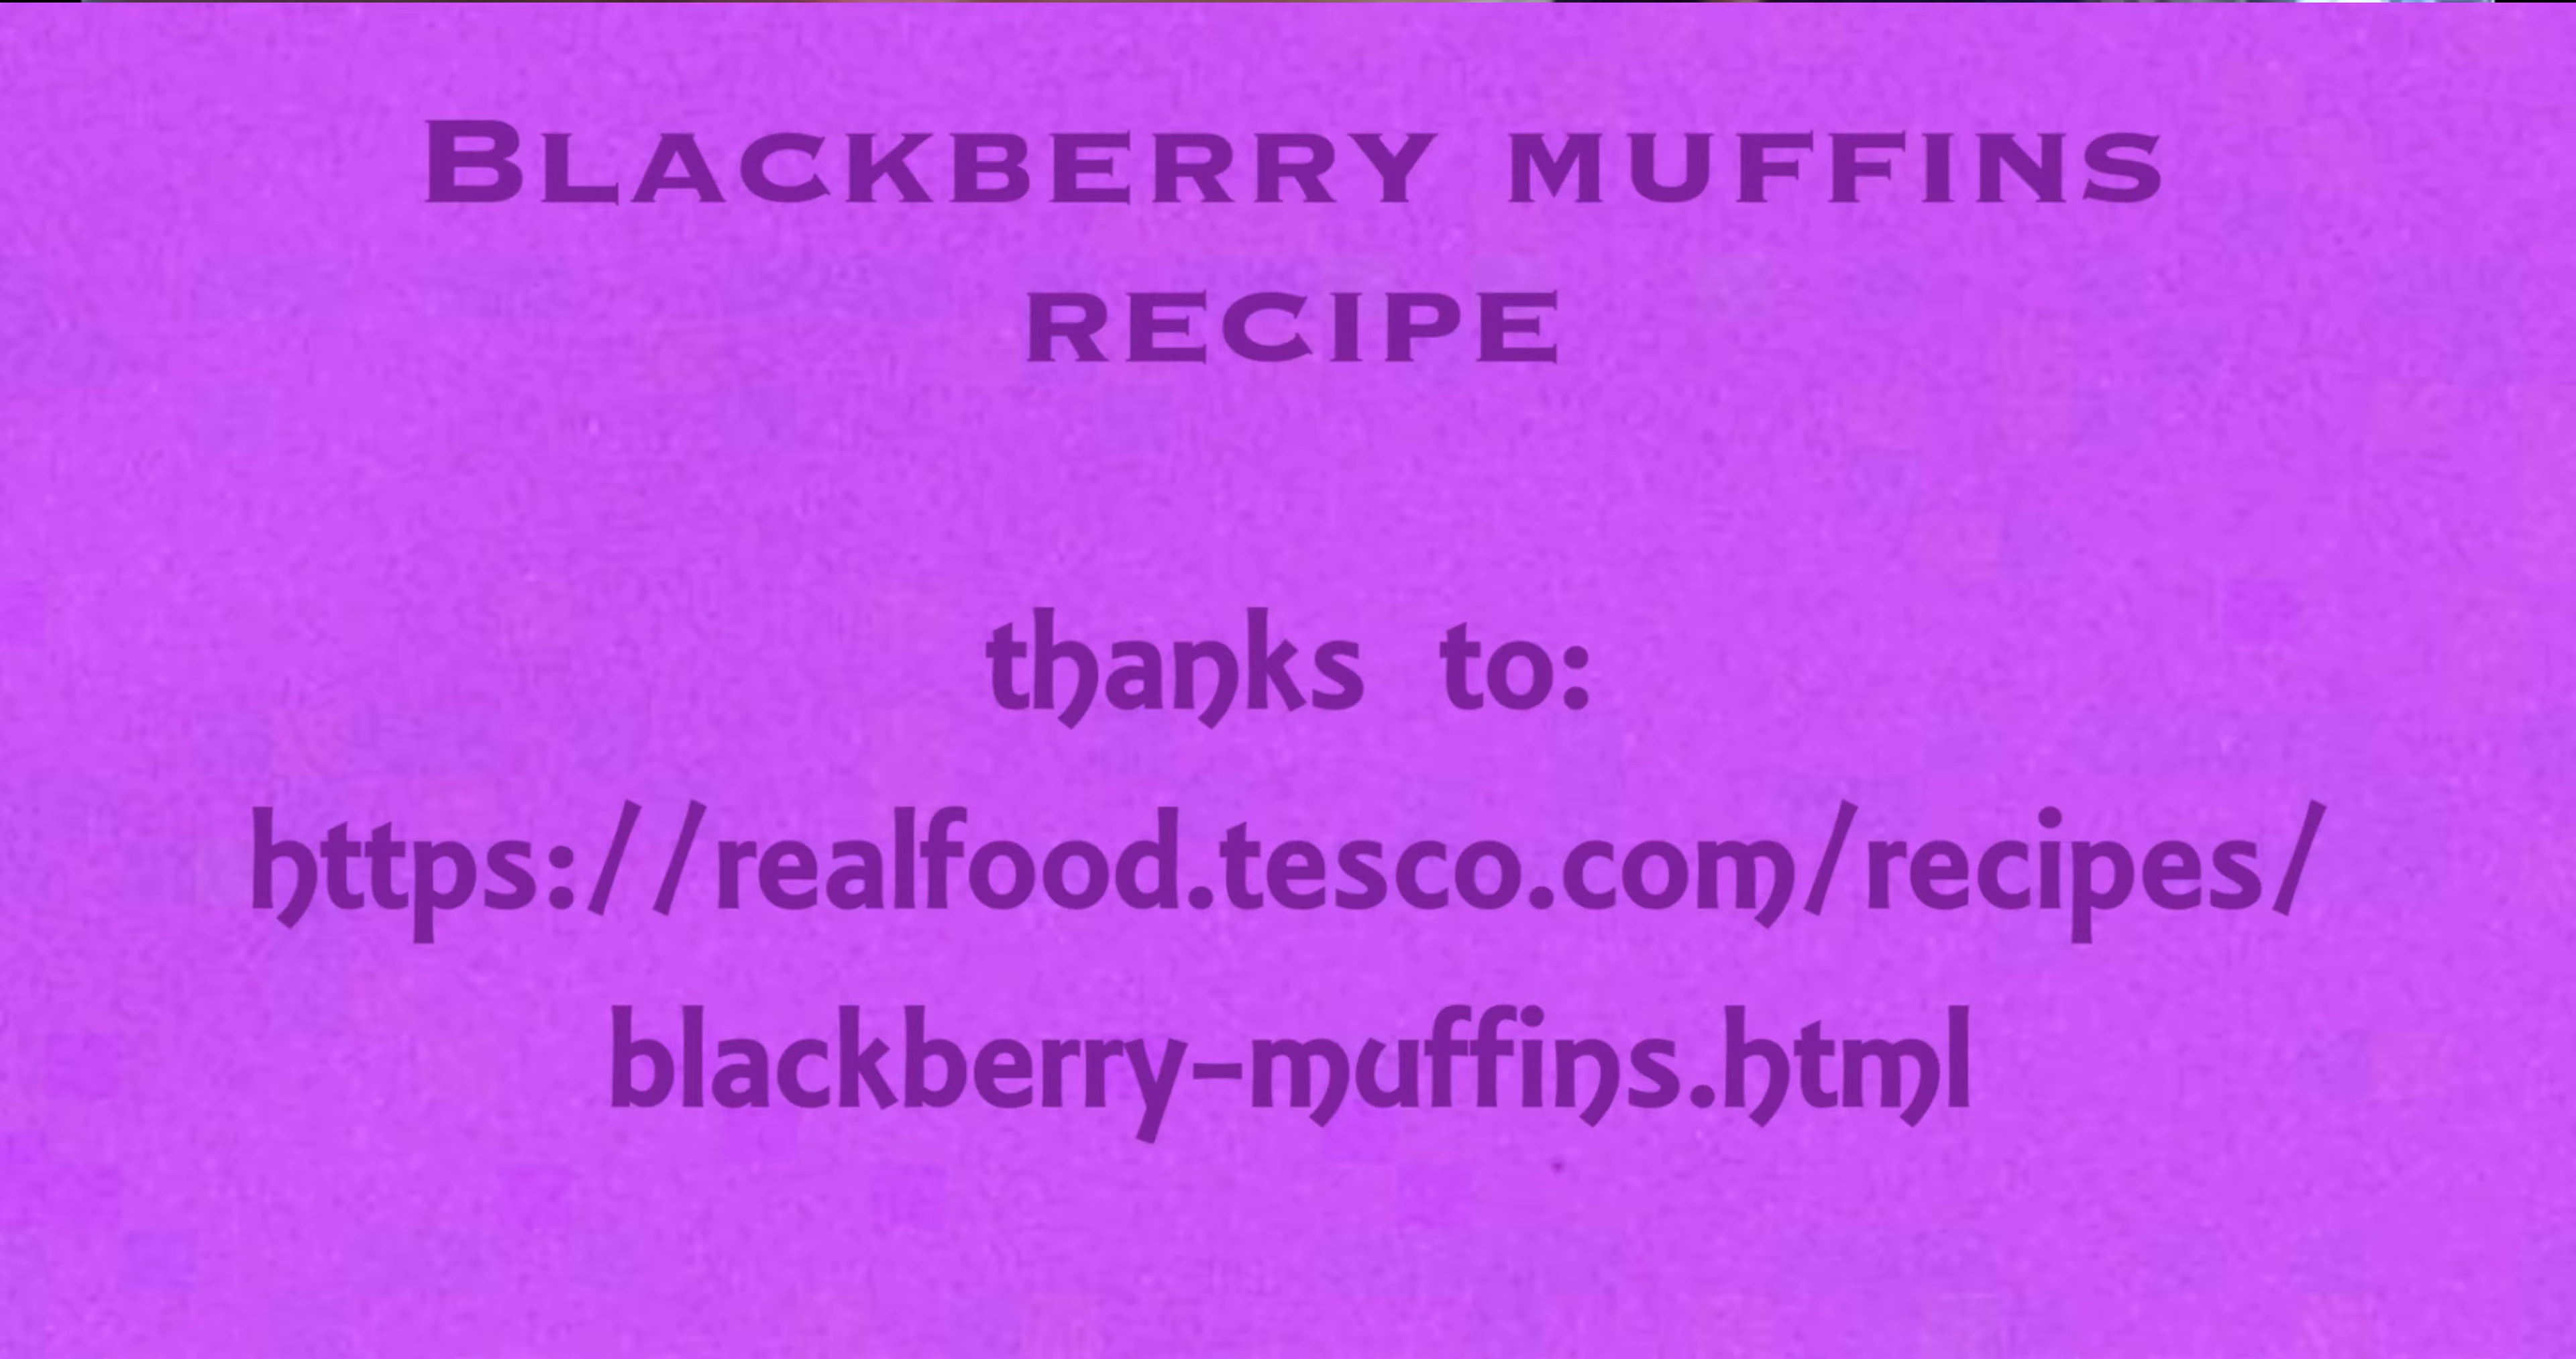 Blackberry muffins
recipe
thanks to:
https://realfood.tesco.com/recipes/
blackberry-muffins.html